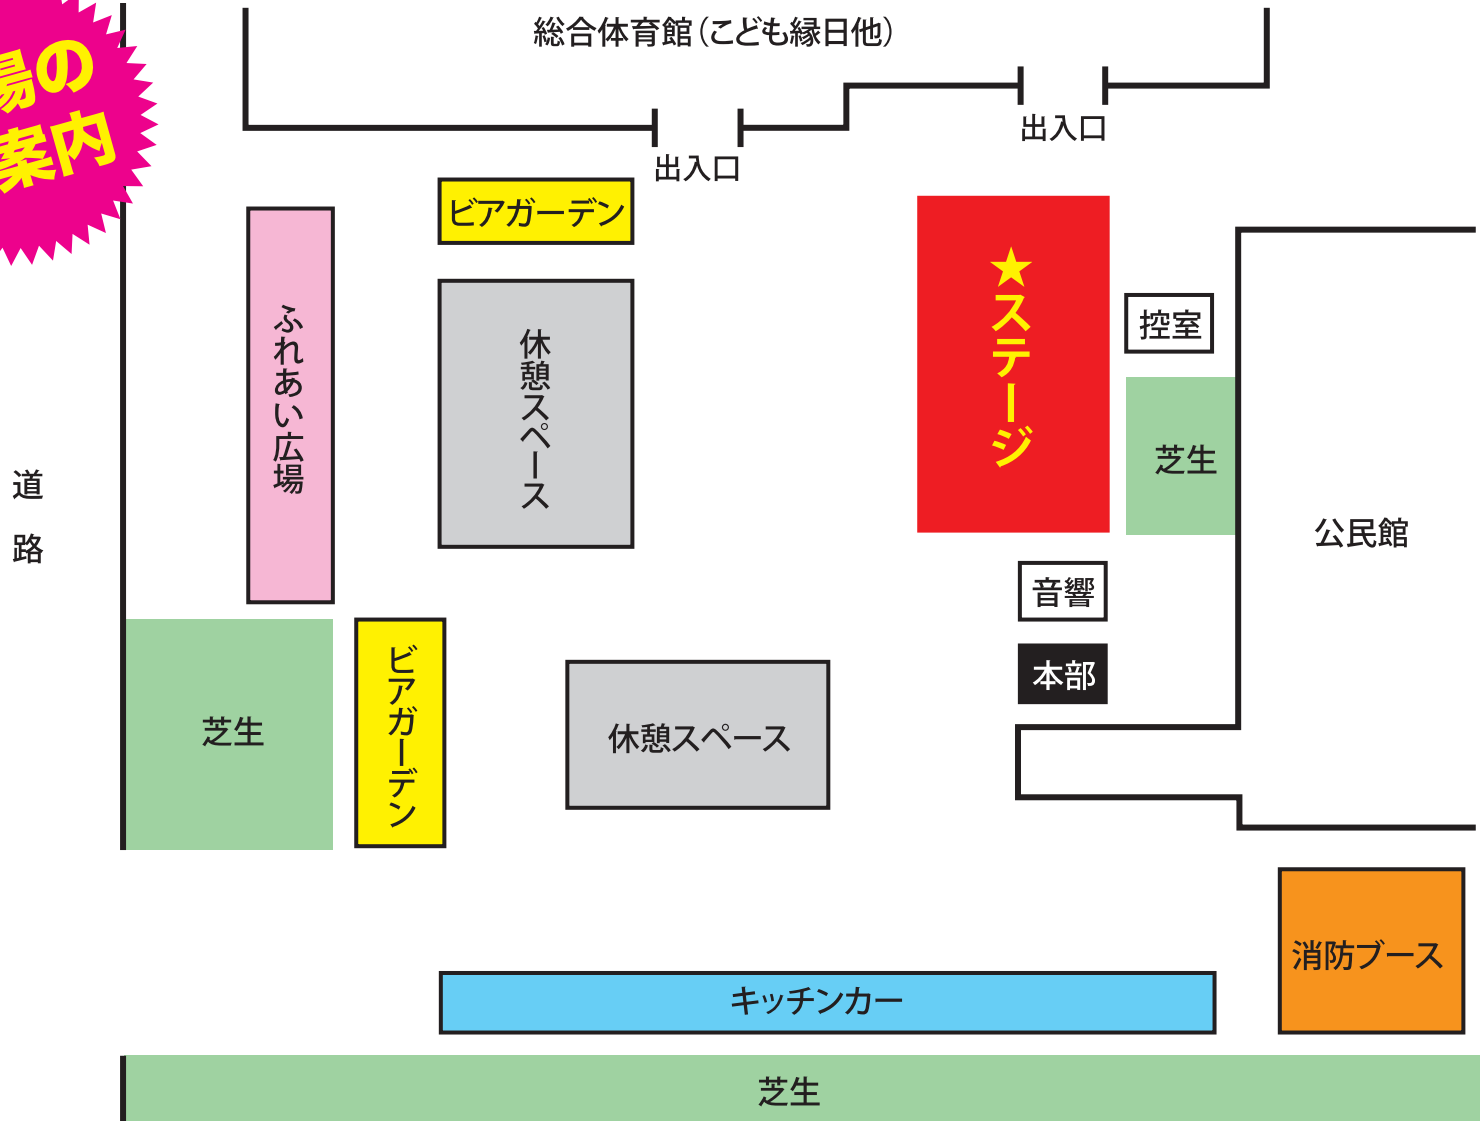 場の
案内
総合体育館（こども縁日他）
出入口
出入口
ビアガーデン
ふれあい広場
休憩スペース
★ステージ
控室
芝生
公民館
道路
音響
本部
芝生
ビアガーデン
休憩スペース
消防ブース
キッチンカー
芝生